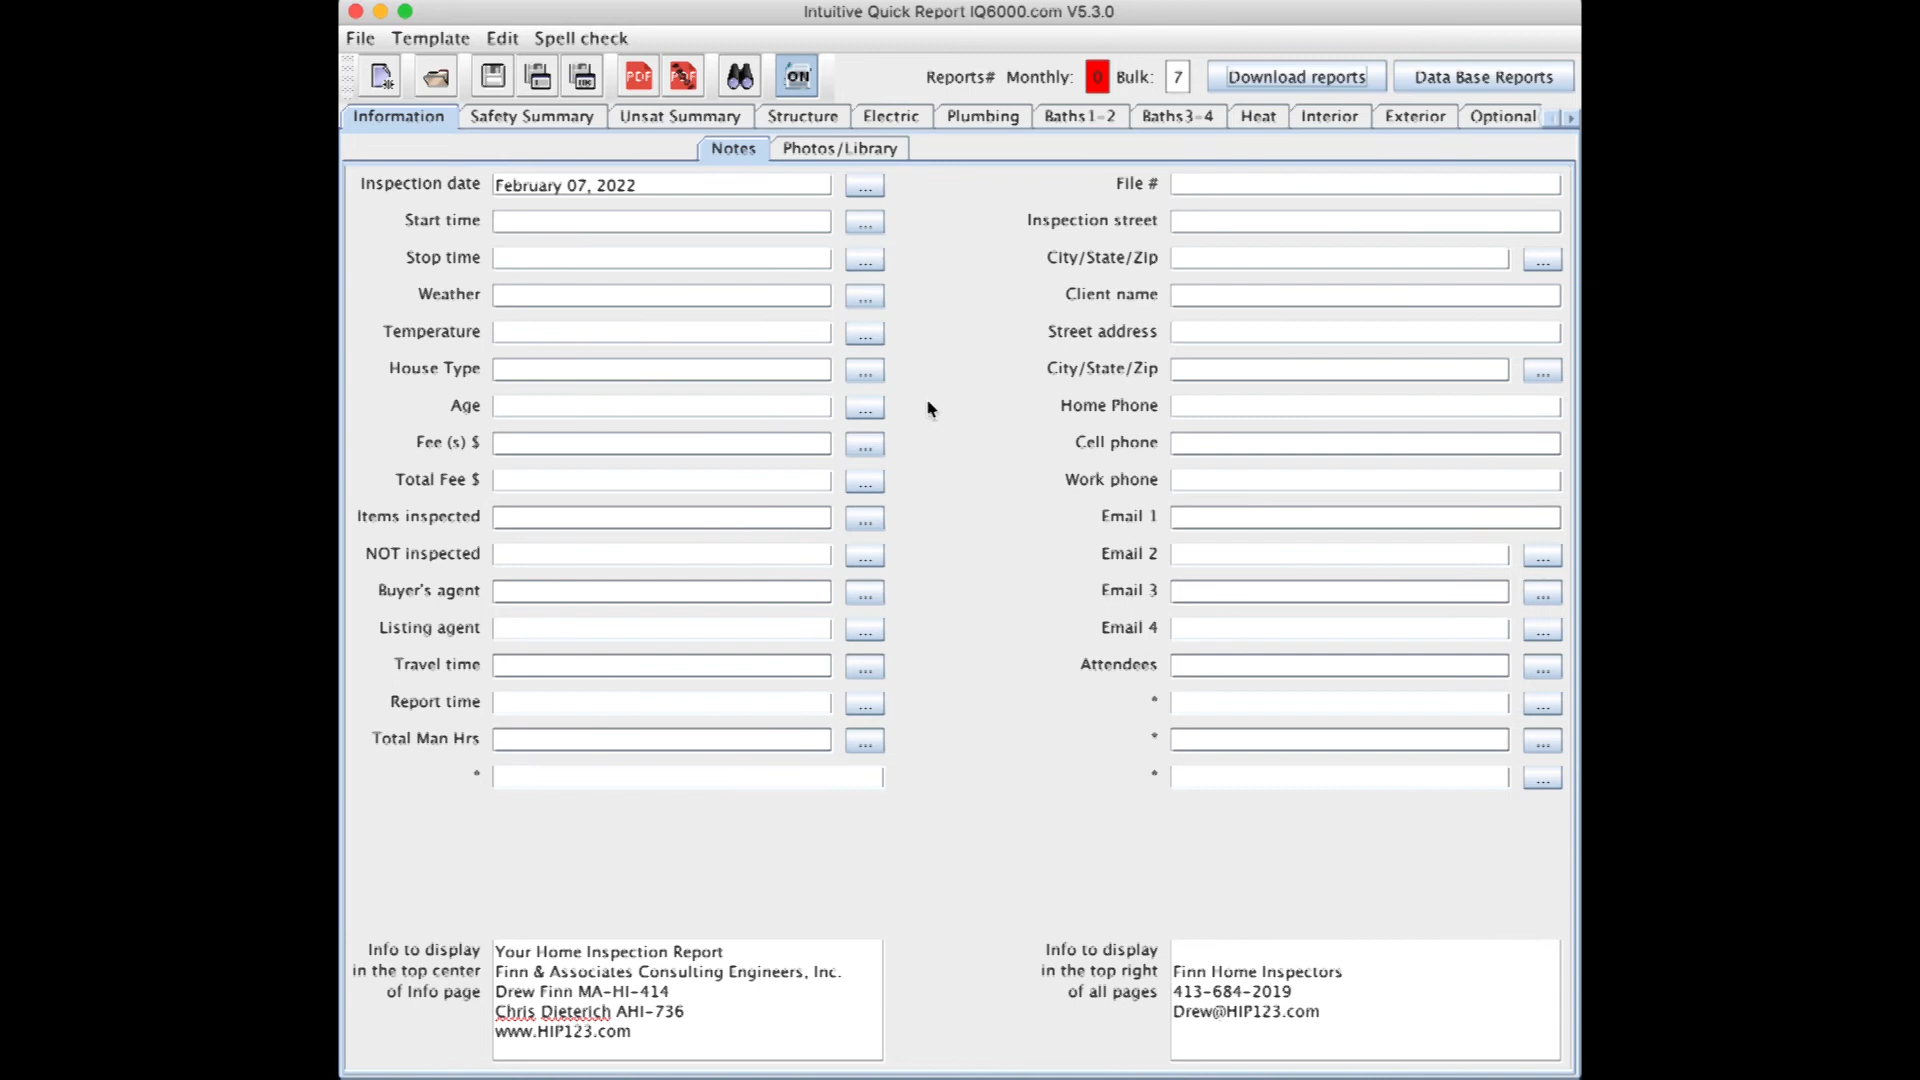 Intuitive Quick Report IQ6000.com V5.3.0
File Template Edit Spell check
PDF PDF ON Reports# Monthly: 0 Bulk: 7 Download reports Data Base Reports
Information Safety Summary Unsat Summary Structure Electric Plumbing Baths1-2 Baths3-4 Heat Interior Exterior Optional
Notes Photos/Library
Inspection date February 07, 2022 ... File #
Start time ... Inspection street
Stop time ... City/State/Zip ...
Weather ... Client name
Temperature ... Street address
House Type ... City/State/Zip ...
Age ... Home Phone
Fee (s) $ ... Cell phone
Total Fee $ ... Work phone
Items inspected ... Email 1
NOT inspected ... Email 2 ...
Buyer's agent ... Email 3 ...
Listing agent ... Email 4 ...
Travel time ... Attendees ...
Report time ... * ...
Total Man Hrs ... * ...
* * ...
Info to display
in the top center
of Info page
Your Home Inspection Report
Finn & Associates Consulting Engineers, Inc.
Drew Finn MA-HI-414
Chris Dieterich AHI-736
www.HIP123.com
Info to display
in the top right
of all pages
Finn Home Inspectors
413-684-2019
Drew@HIP123.com